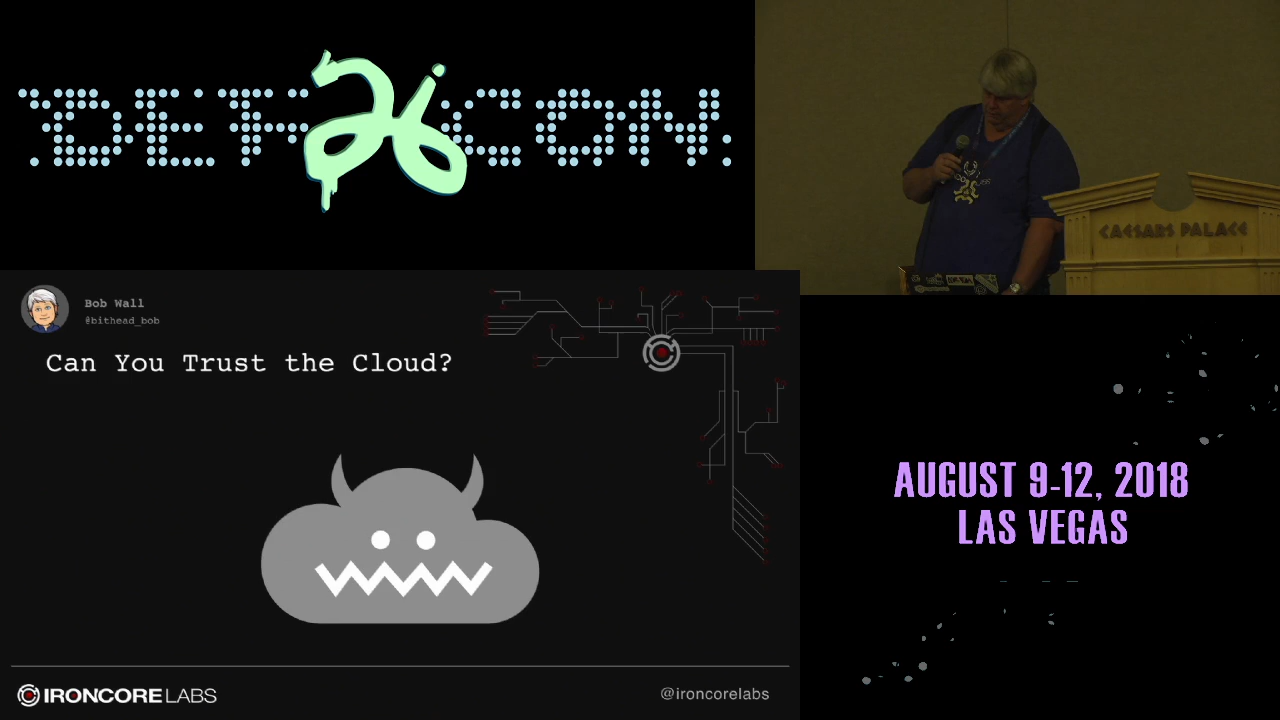 DEF 26 CON
CAESARS PALACE
Bob Wall
@bithead_bob
Can You Trust the Cloud?
AUGUST 9-12, 2018
LAS VEGAS
IRONCORE LABS
@ironcorelabs